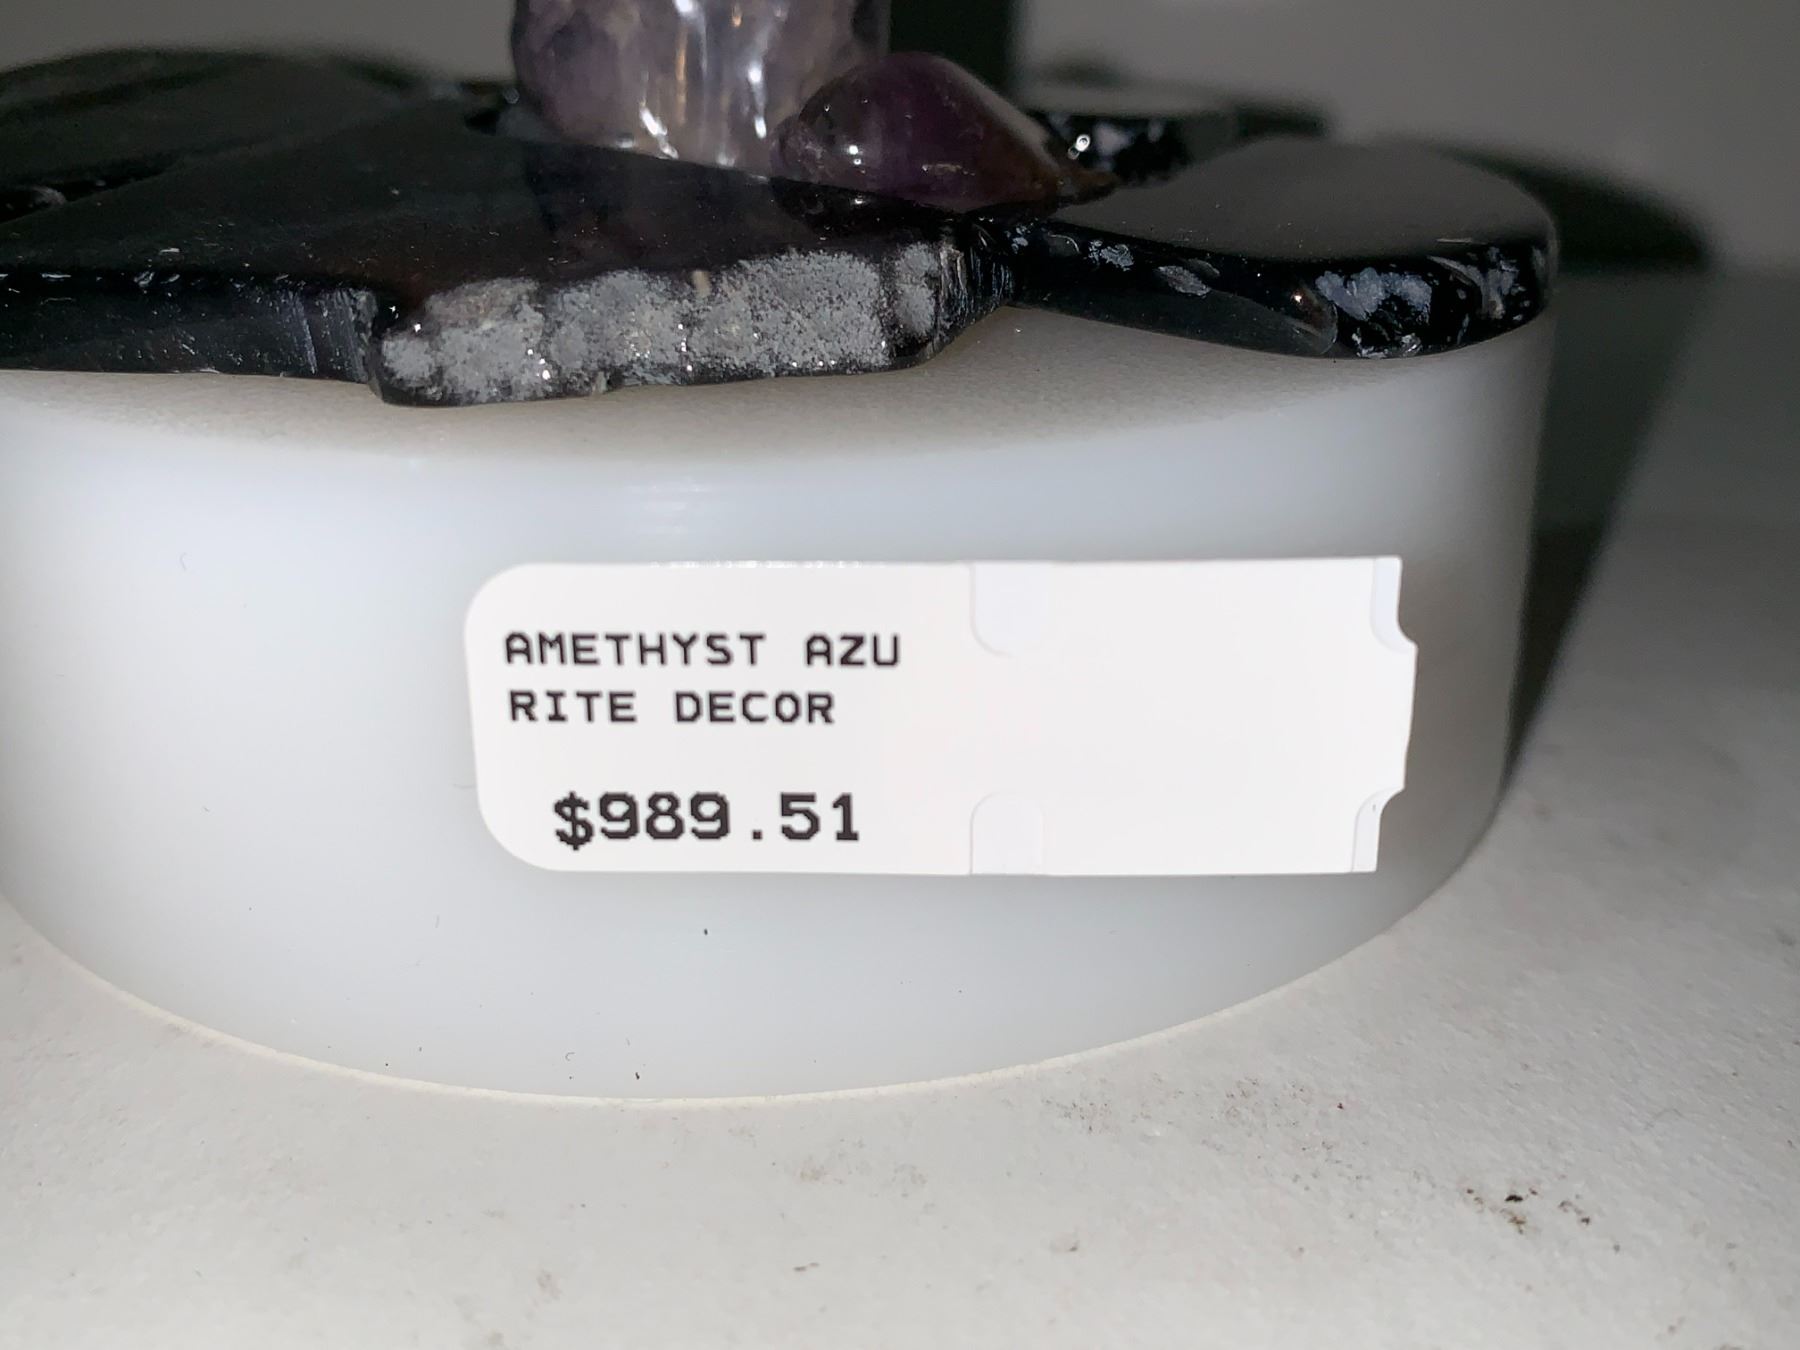 AMETHYST AZU
RITE DECOR
$989.51